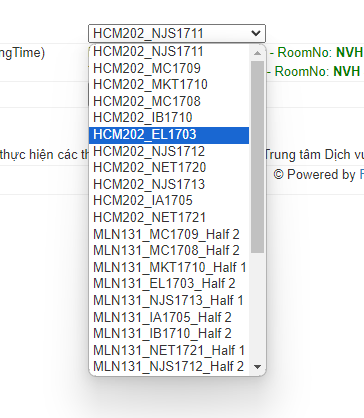 HCM202_NJS1711
ngTime)
HCM202_NJS1711
- RoomNo: NVH
HCM202_MC1709
- RoomNo: NVH
HCM202_MKT1710
HCM202_MC1708
HCM202_IB1710
HCM202_EL1703
thực hiện các th
HCM202_NJS1712
Trung tâm Dịch vụ
HCM202_NET1720
© Powered by F
HCM202_NJS1713
HCM202_IA1705
HCM202_NET1721
MLN131_MC1709_Half 2
MLN131_MC1708_Half 2
MLN131_MKT1710_Half 1
MLN131_EL1703_Half 2
MLN131_NJS1713_Half 1
MLN131_IA1705_Half 2
MLN131_IB1710_Half 2
MLN131_NET1721_Half 1
MLN131_NJS1712_Half 2